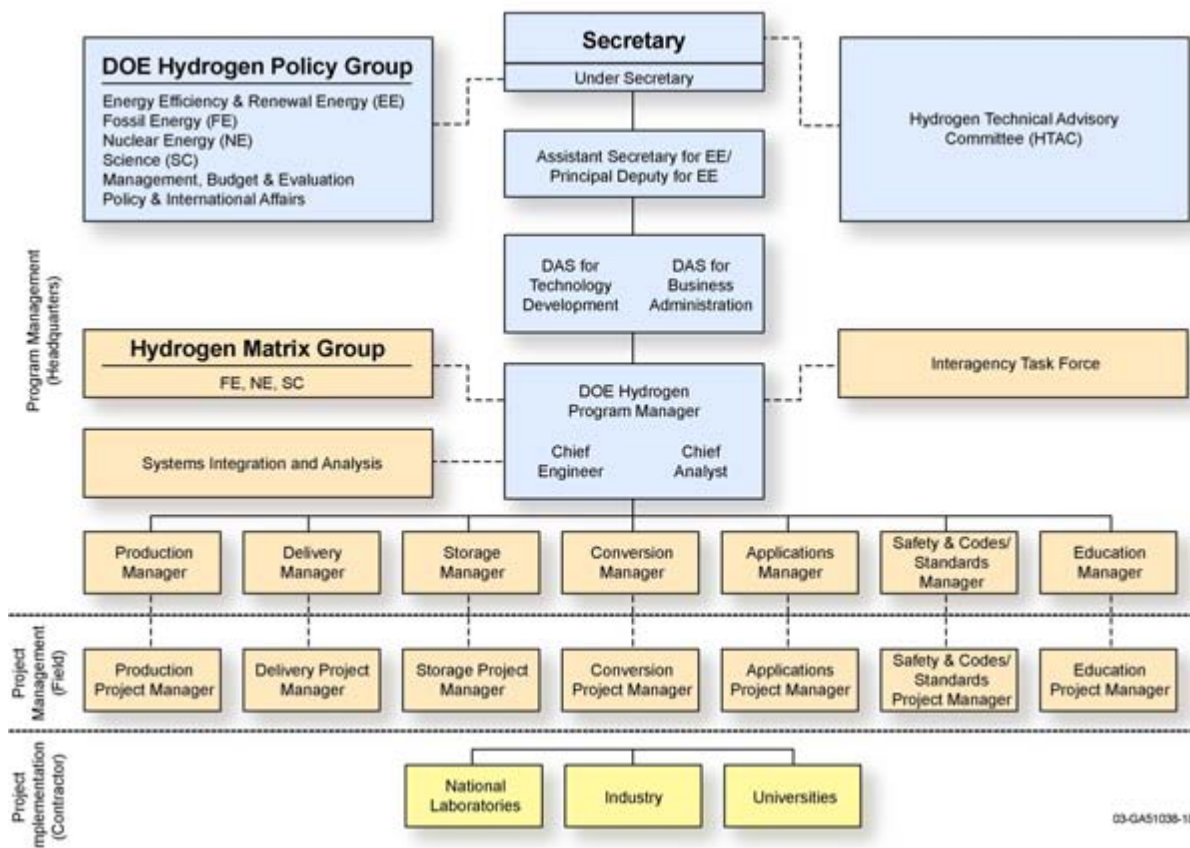 Secretary
Under Secretary
DOE Hydrogen Policy Group
Energy Efficiency & Renewal Energy (EE)
Fossil Energy (FE)
Nuclear Energy (NE)
Science (SC)
Management, Budget & Evaluation
Policy & International Affairs
Hydrogen Technical Advisory
Committee (HTAC)
Assistant Secretary for EE/
Principal Deputy for EE
DAS for
Technology
Development
DAS for
Business
Administration
Program Management
(Headquarters)
Hydrogen Matrix Group
FE, NE, SC
DOE Hydrogen
Program Manager
Chief
Engineer
Chief
Analyst
Interagency Task Force
Systems Integration and Analysis
Production
Manager
Delivery
Manager
Storage
Manager
Conversion
Manager
Applications
Manager
Safety & Codes/
Standards
Manager
Education
Manager
Project
Management
(Field)
Production
Project Manager
Delivery Project
Manager
Storage Project
Manager
Conversion
Project Manager
Applications
Project Manager
Safety & Codes/
Standards
Project Manager
Education
Project Manager
Project
mplementation
(Contractor)
National
Laboratories
Industry
Universities